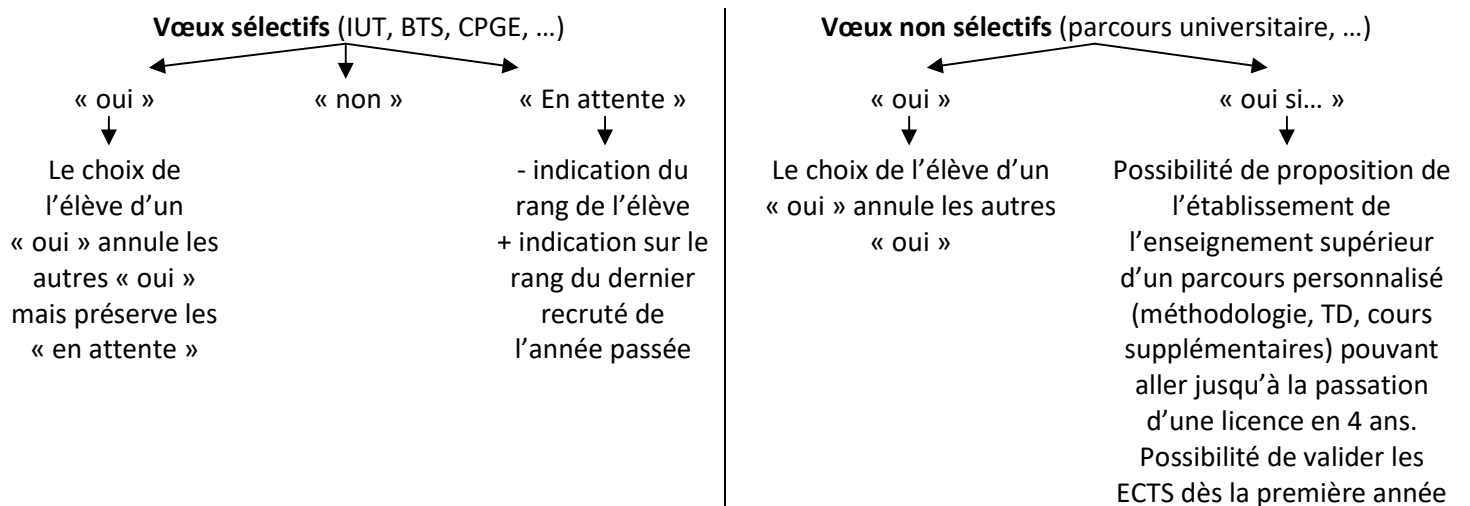 Vœux sélectifs (IUT, BTS, CPGE, …)
« oui »
« non »
« En attente »
Le choix de
l’élève d’un
« oui » annule les
autres « oui »
mais préserve les
« en attente »
- indication du
rang de l’élève
+ indication sur le
rang du dernier
recruté de
l’année passée
Vœux non sélectifs (parcours universitaire, …)
« oui »
« oui si… »
Le choix de l’élève d’un
« oui » annule les autres
« oui »
Possibilité de proposition de
l’établissement de
l’enseignement supérieur
d’un parcours personnalisé
(méthodologie, TD, cours
supplémentaires) pouvant
aller jusqu’à la passation
d’une licence en 4 ans.
Possibilité de valider les
ECTS dès la première année